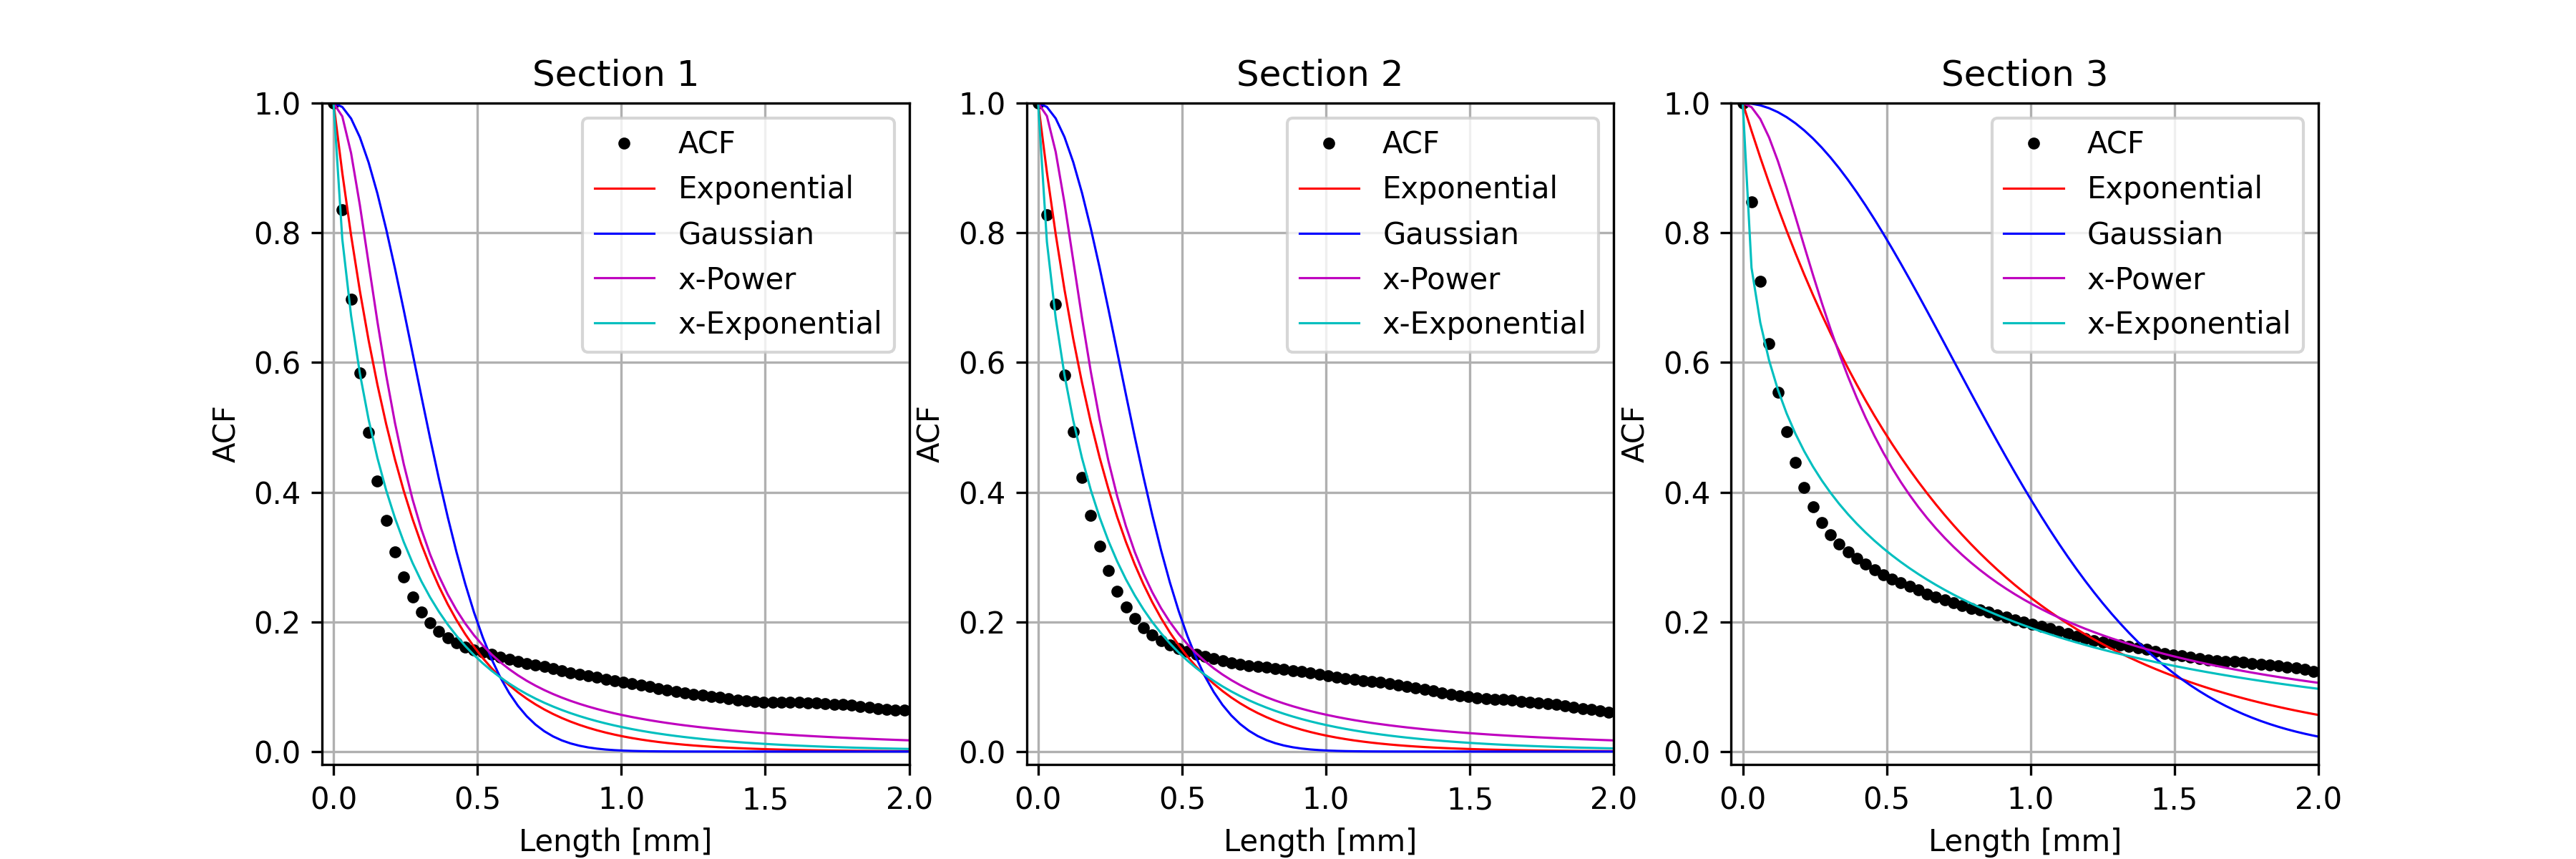 Section 1
ACF
1.0
0.8
0.6
0.4
0.2
0.0
0.0 0.5 1.0 1.5 2.0
Length [mm]
ACF
Exponential
Gaussian
x-Power
x-Exponential
Section 2
ACF
1.0
0.8
0.6
0.4
0.2
0.0
0.0 0.5 1.0 1.5 2.0
Length [mm]
ACF
Exponential
Gaussian
x-Power
x-Exponential
Section 3
ACF
1.0
0.8
0.6
0.4
0.2
0.0
0.0 0.5 1.0 1.5 2.0
Length [mm]
ACF
Exponential
Gaussian
x-Power
x-Exponential